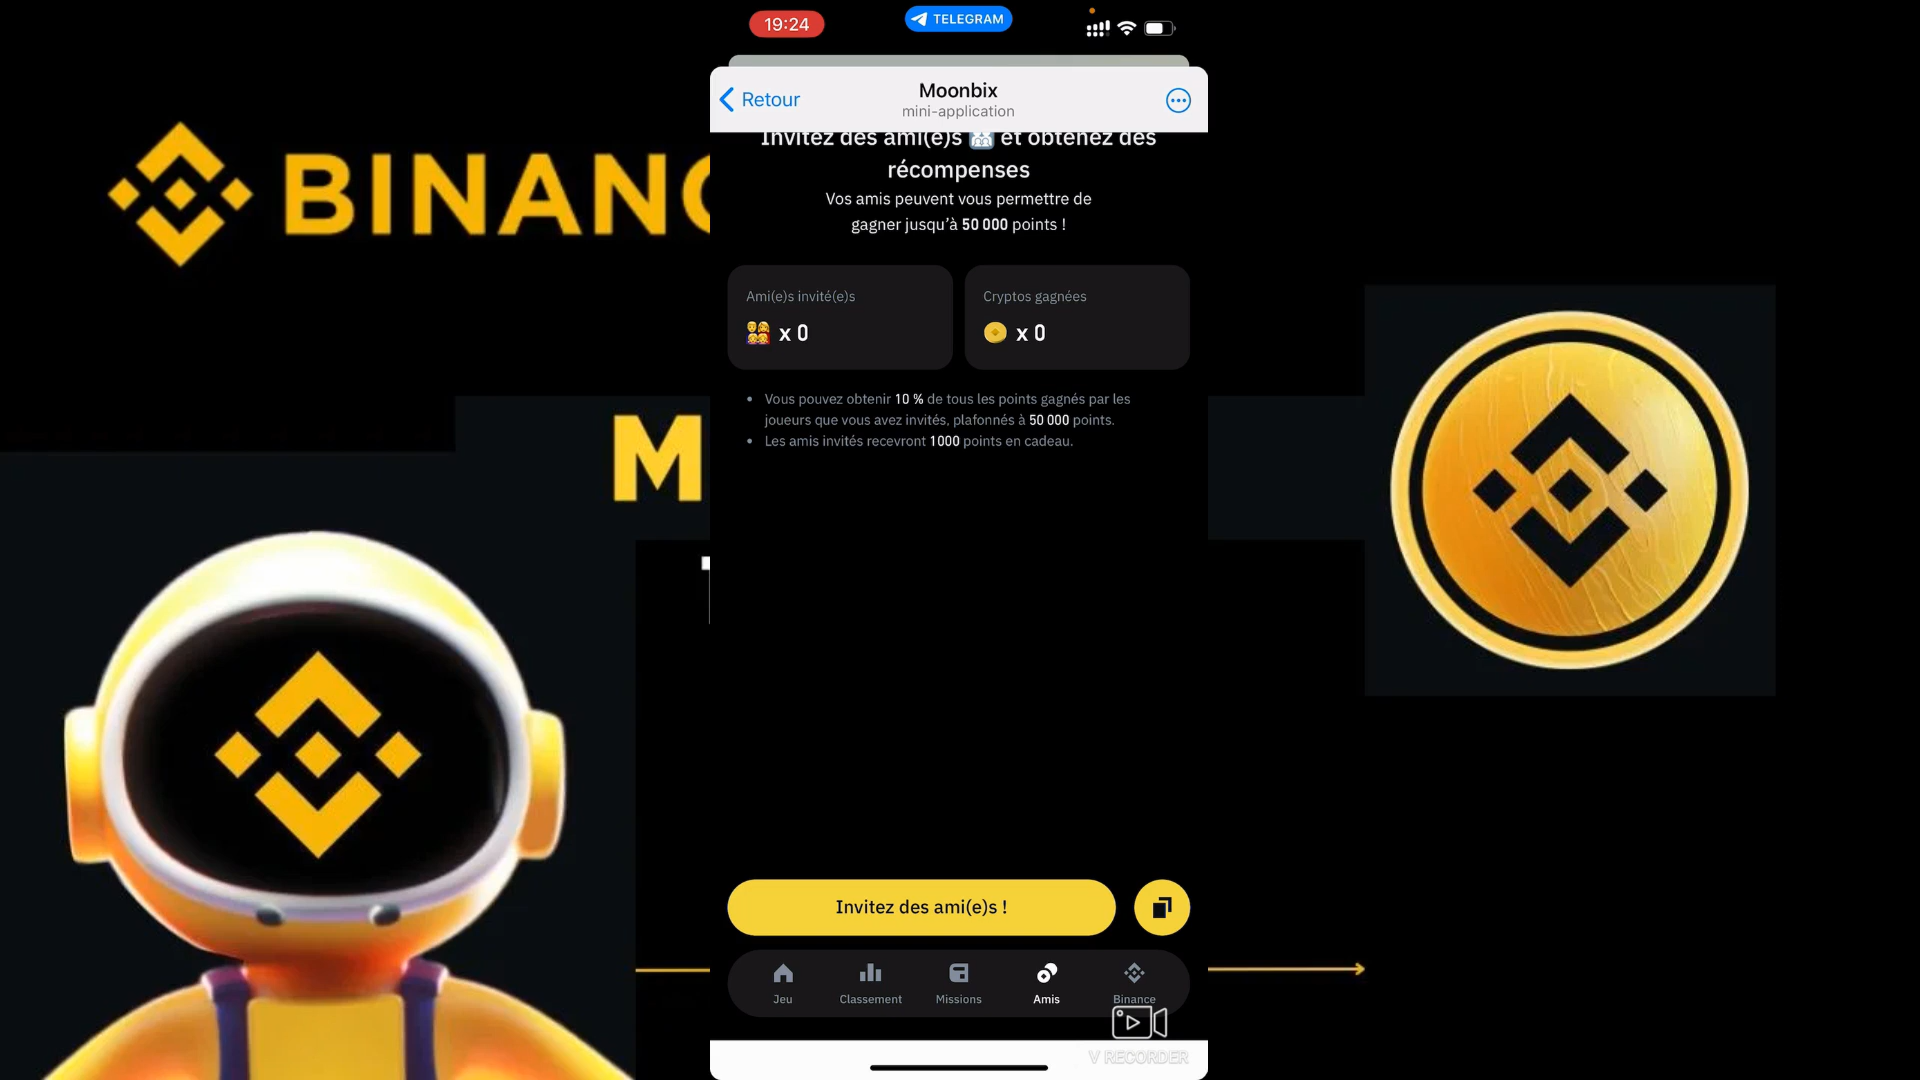 19:24
TELEGRAM
Retour
Moonbix
mini-application
BINANC
Invitez des ami(e)s et obtenez des
récompenses
Vos amis peuvent vous permettre de
gagner jusqu'à 50 000 points !
Ami(e)s invité(e)s
x 0
Cryptos gagnées
x 0
Vous pouvez obtenir 10 % de tous les points gagnés par les
joueurs que vous avez invités, plafonnés à 50 000 points.
Les amis invités recevront 1000 points en cadeau.
M
Invitez des ami(e)s !
Jeu
Classement
Missions
Amis
Binance
V RECORDER